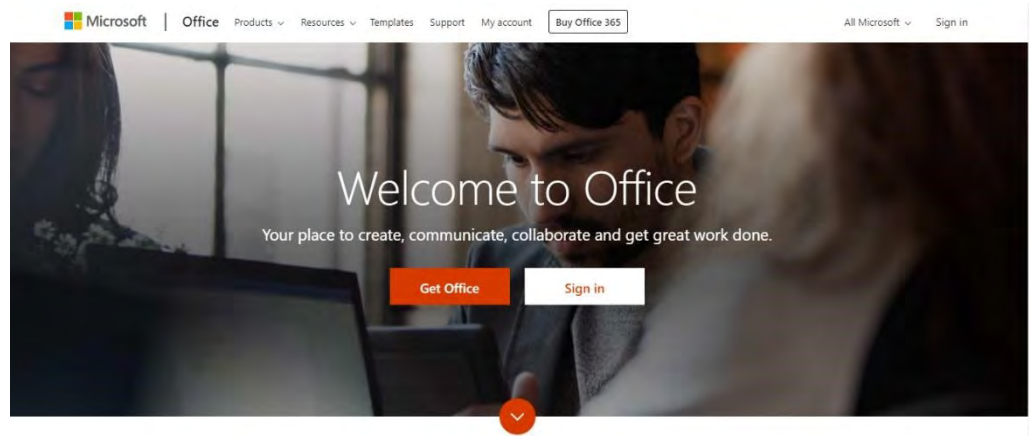 Microsoft | Office Products Resources Templates Support My account Buy Office 365 All Microsoft Sign in
Welcome to Office
Your place to create, communicate, collaborate and get great work done.
Get Office Sign in